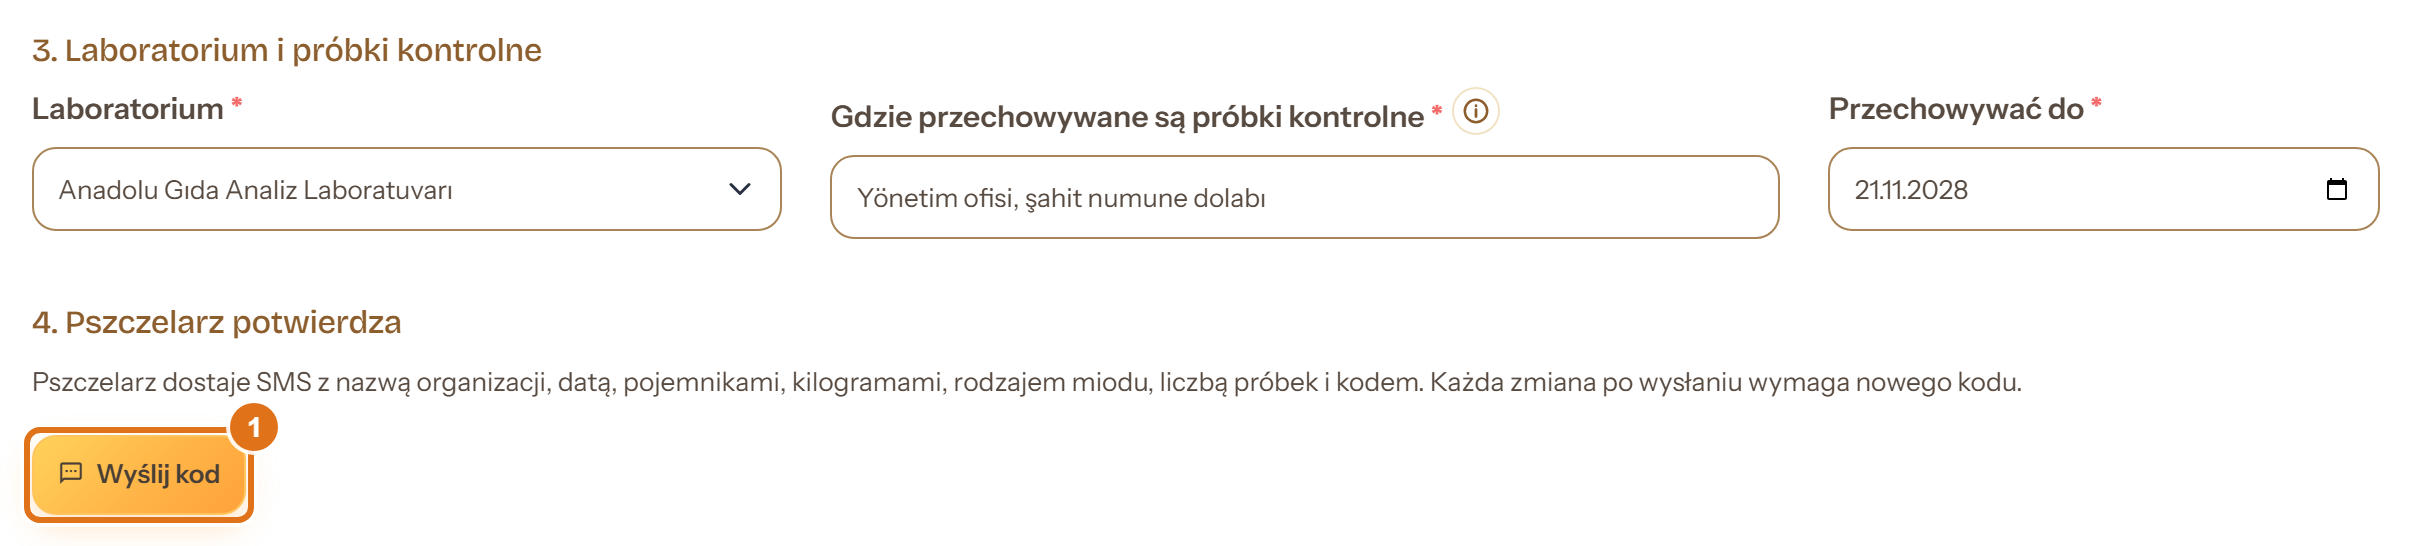 3. Laboratorium i próbki kontrolne
Laboratorium *
Gdzie przechowywane są próbki kontrolne *
Przechowywać do *
Anadolu Gıda Analiz Laboratuvarı
Yönetim ofisi, şahit numune dolabı
21.11.2028
4. Pszczelarz potwierdza
Pszczelarz dostaje SMS z nazwą organizacji, datą, pojemnikami, kilogramami, rodzajem miodu, liczbą próbek i kodem. Każda zmiana po wysłaniu wymaga nowego kodu.
1
Wyślij kod